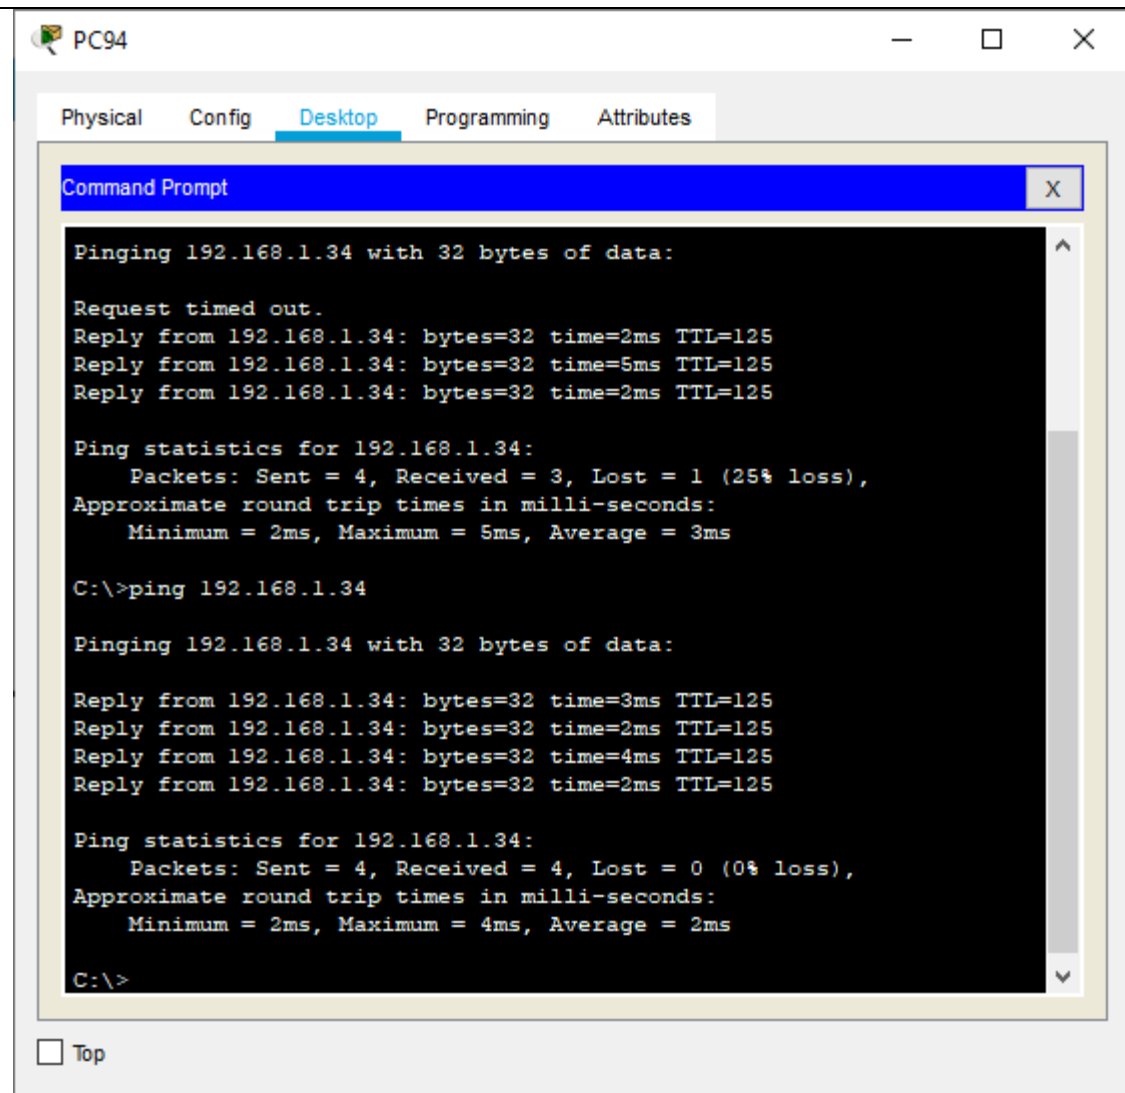 PC94
Physical Config Desktop Programming Attributes
Command Prompt X
Pinging 192.168.1.34 with 32 bytes of data:
Request timed out.
Reply from 192.168.1.34: bytes=32 time=2ms TTL=125
Reply from 192.168.1.34: bytes=32 time=5ms TTL=125
Reply from 192.168.1.34: bytes=32 time=2ms TTL=125
Ping statistics for 192.168.1.34:
    Packets: Sent = 4, Received = 3, Lost = 1 (25% loss),
Approximate round trip times in milli-seconds:
    Minimum = 2ms, Maximum = 5ms, Average = 3ms
C:\>ping 192.168.1.34
Pinging 192.168.1.34 with 32 bytes of data:
Reply from 192.168.1.34: bytes=32 time=3ms TTL=125
Reply from 192.168.1.34: bytes=32 time=2ms TTL=125
Reply from 192.168.1.34: bytes=32 time=4ms TTL=125
Reply from 192.168.1.34: bytes=32 time=2ms TTL=125
Ping statistics for 192.168.1.34:
    Packets: Sent = 4, Received = 4, Lost = 0 (0% loss),
Approximate round trip times in milli-seconds:
    Minimum = 2ms, Maximum = 4ms, Average = 2ms
C:\>
Top